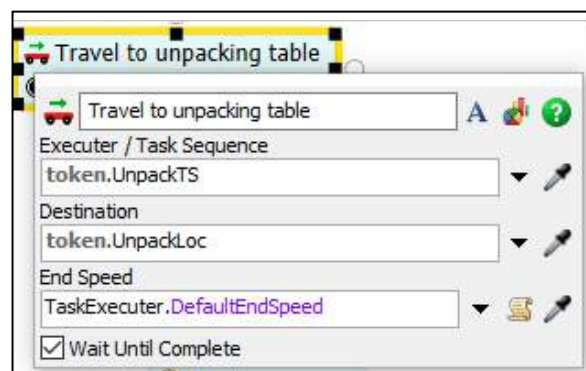 Travel to unpacking table
Travel to unpacking table
Executer / Task Sequence
token.UnpackTS
Destination
token.UnpackLoc
End Speed
TaskExecuter.DefaultEndSpeed
Wait Until Complete